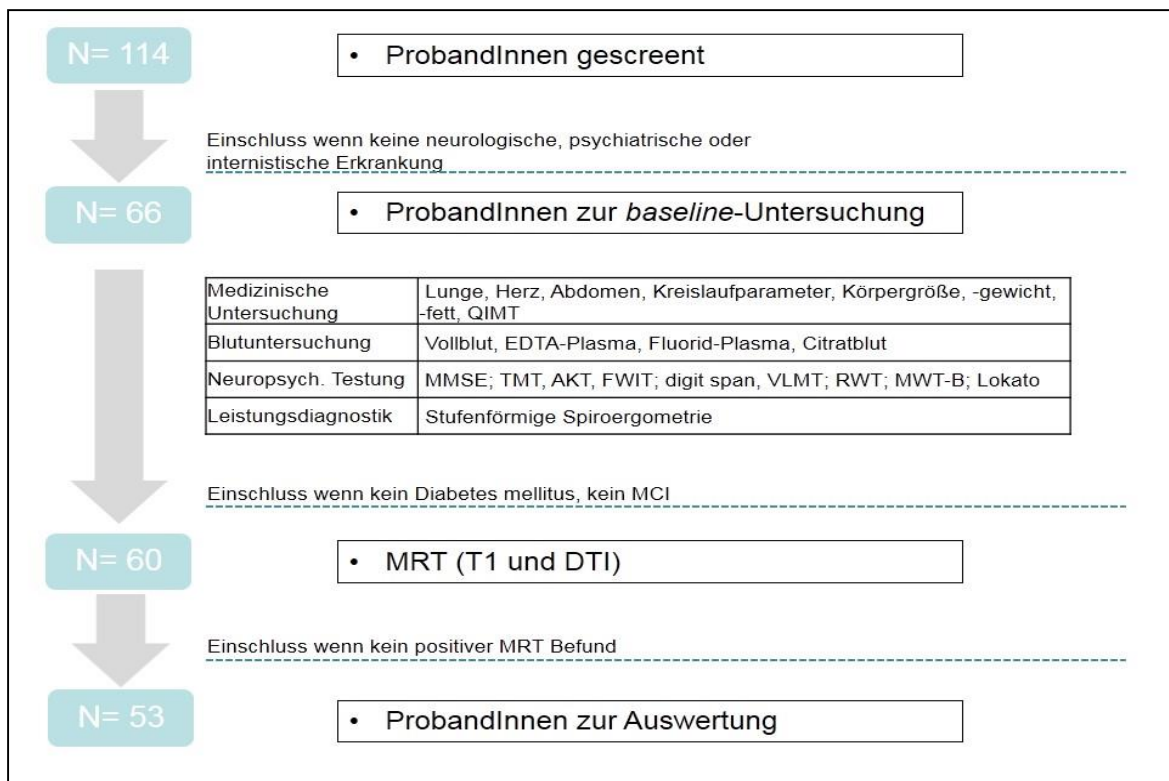 N= 114
• ProbandInnen gescreent
Einschluss wenn keine neurologische, psychiatrische oder
internistische Erkrankung
N= 66
• ProbandInnen zur baseline-Untersuchung
Medizinische
Untersuchung
Lunge, Herz, Abdomen, Kreislaufparameter, Körpergröße, -gewicht,
-fett, QIMT
Blutuntersuchung
Vollblut, EDTA-Plasma, Fluorid-Plasma, Citratblut
Neuropsych. Testung
MMSE; TMT, AKT, FWIT; digit span, VLMT; RWT; MWT-B; Lokato
Leistungsdiagnostik
Stufenförmige Spiroergometrie
Einschluss wenn kein Diabetes mellitus, kein MCI
N= 60
• MRT (T1 und DTI)
Einschluss wenn kein positiver MRT Befund
N= 53
• ProbandInnen zur Auswertung